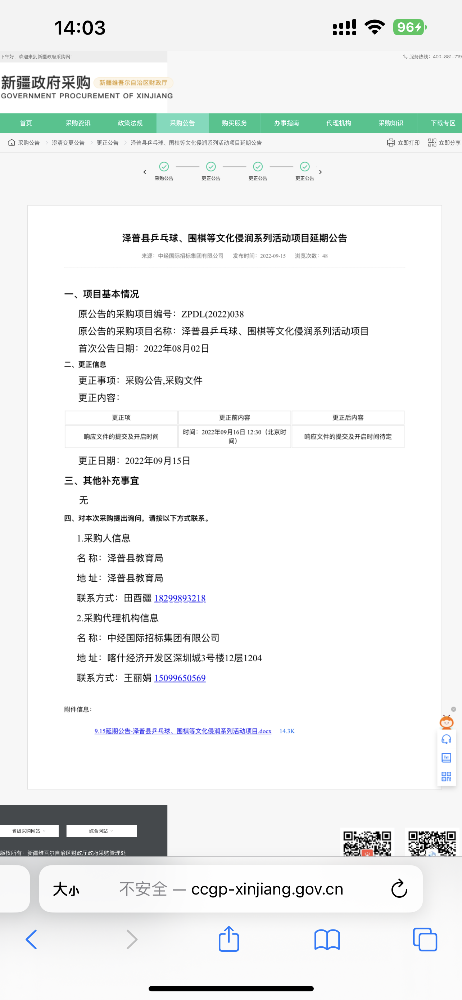 14:03
96
下午好，欢迎来到新疆政府采购网!
服务热线：400-881-719
新疆政府采购 新疆维吾尔自治区财政厅
GOVERNMENT PROCUREMENT OF XINJIANG
首页 采购资讯 政策法规 采购公告 购买服务 办事指南 代理机构 采购知识 下载专区
采购公告 > 澄清变更公告 > 更正公告 > 泽普县乒乓球、围棋等文化侵润系列活动项目延期公告 立即打印 立即分享
采购公告 更正公告 更正公告 更正公告
泽普县乒乓球、围棋等文化侵润系列活动项目延期公告
来源：中经国际招标集团有限公司 发布时间：2022-09-15 浏览次数：48
一、项目基本情况
原公告的采购项目编号：ZPDL(2022)038
原公告的采购项目名称：泽普县乒乓球、围棋等文化侵润系列活动项目
首次公告日期：2022年08月02日
二、更正信息
更正事项：采购公告,采购文件
更正内容：
更正项 更正前内容 更正后内容
响应文件的提交及开启时间 时间：2022年09月16日 12:30（北京时间） 响应文件的提交及开启时间待定
更正日期：2022年09月15日
三、其他补充事宜
无
四、对本次采购提出询问，请按以下方式联系。
1.采购人信息
名 称：泽普县教育局
地 址：泽普县教育局
联系方式：田酉疆 18299893218
2.采购代理机构信息
名 称：中经国际招标集团有限公司
地 址：喀什经济开发区深圳城3号楼12层1204
联系方式：王丽娟 15099650569
附件信息：
9.15延期公告-泽普县乒乓球、围棋等文化侵润系列活动项目.docx 14.3K
省级采购网站 综合网站
版权所有：新疆维吾尔自治区财政厅政府采购管理处
大小 不安全 — ccgp-xinjiang.gov.cn